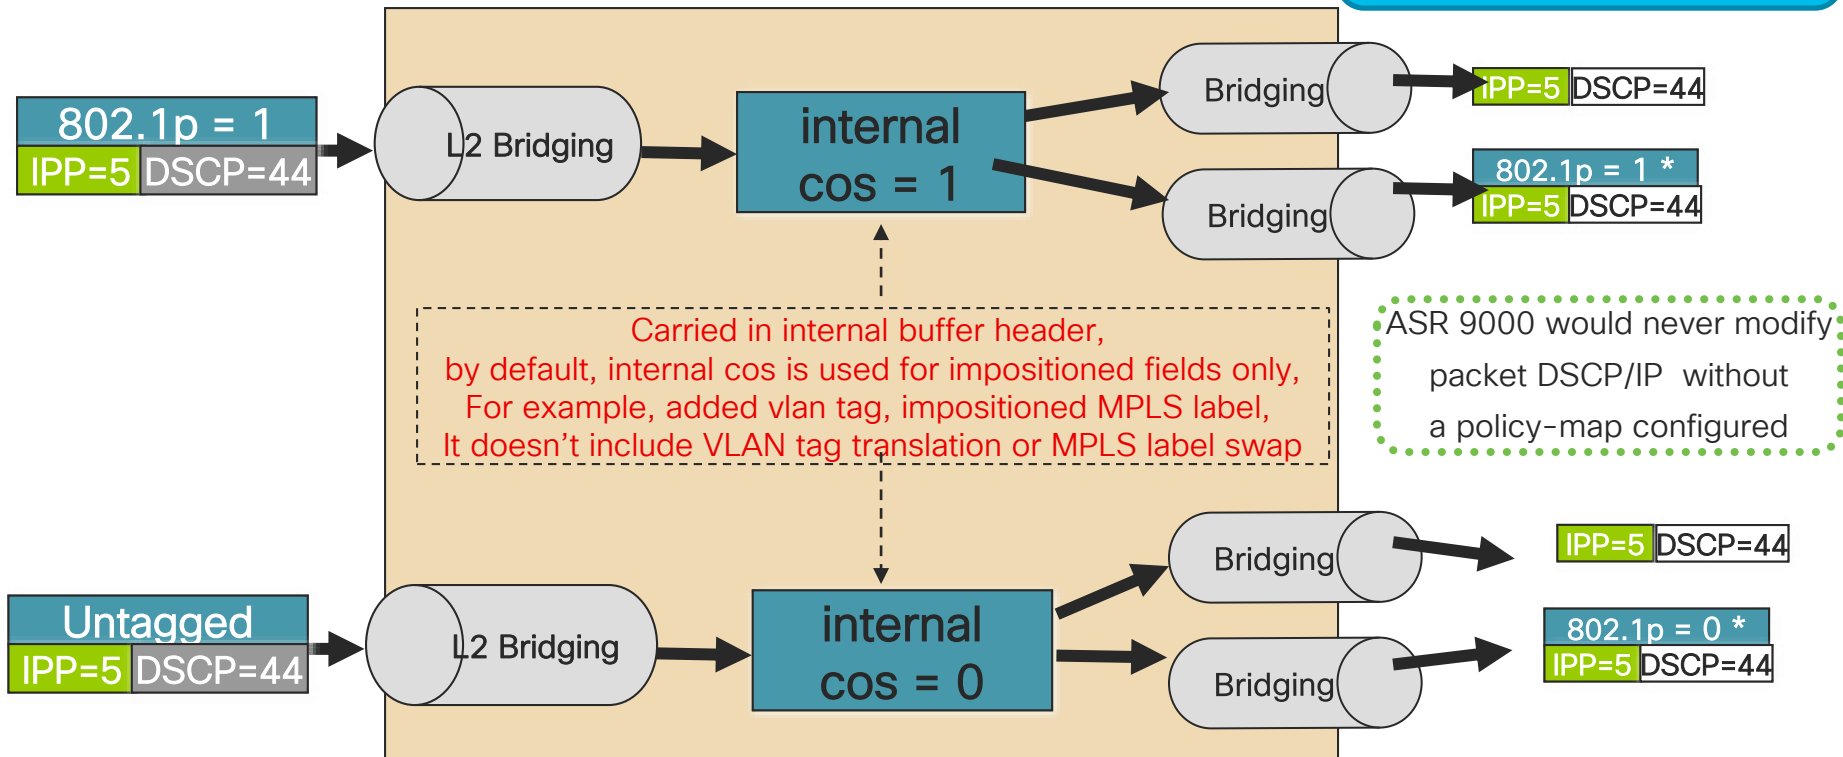 802.1p = 1
IPP=5 DSCP=44
L2 Bridging
internal
cos = 1
Bridging
IPP=5 DSCP=44
Bridging
802.1p = 1 *
IPP=5 DSCP=44
Carried in internal buffer header,
by default, internal cos is used for impositioned fields only,
For example, added vlan tag, impositioned MPLS label,
It doesn’t include VLAN tag translation or MPLS label swap
ASR 9000 would never modify
packet DSCP/IP without
a policy-map configured
Untagged
IPP=5 DSCP=44
L2 Bridging
internal
cos = 0
Bridging
IPP=5 DSCP=44
Bridging
802.1p = 0 *
IPP=5 DSCP=44